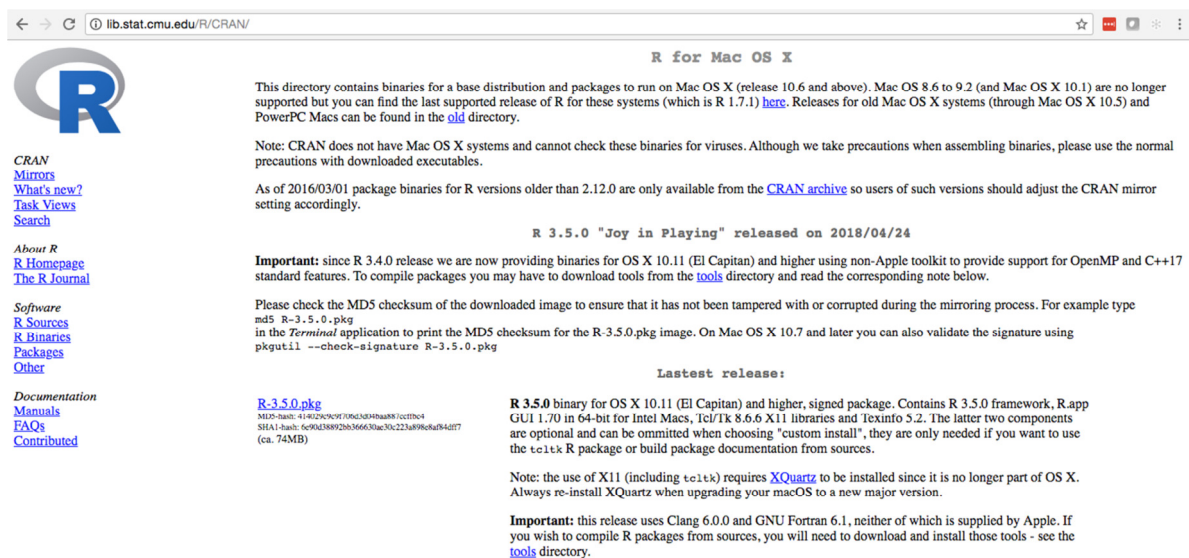 lib.stat.cmu.edu/R/CRAN/
R
CRAN
Mirrors
What's new?
Task Views
Search
About R
R Homepage
The R Journal
Software
R Sources
R Binaries
Packages
Other
Documentation
Manuals
FAQs
Contributed
R for Mac OS X
This directory contains binaries for a base distribution and packages to run on Mac OS X (release 10.6 and above). Mac OS 8.6 to 9.2 (and Mac OS X 10.1) are no longer
supported but you can find the last supported release of R for these systems (which is R 1.7.1) here. Releases for old Mac OS X systems (through Mac OS X 10.5) and
PowerPC Macs can be found in the old directory.
Note: CRAN does not have Mac OS X systems and cannot check these binaries for viruses. Although we take precautions when assembling binaries, please use the normal
precautions with downloaded executables.
As of 2016/03/01 package binaries for R versions older than 2.12.0 are only available from the CRAN archive so users of such versions should adjust the CRAN mirror
setting accordingly.
R 3.5.0 "Joy in Playing" released on 2018/04/24
Important: since R 3.4.0 release we are now providing binaries for OS X 10.11 (El Capitan) and higher using non-Apple toolkit to provide support for OpenMP and C++17
standard features. To compile packages you may have to download tools from the tools directory and read the corresponding note below.
Please check the MD5 checksum of the downloaded image to ensure that it has not been tampered with or corrupted during the mirroring process. For example type
md5 R-3.5.0.pkg
in the Terminal application to print the MD5 checksum for the R-3.5.0.pkg image. On Mac OS X 10.7 and later you can also validate the signature using
pkgutil --check-signature R-3.5.0.pkg
Lastest release:
R-3.5.0.pkg
MD5-hash:
SHA1-hash:
(ca. 74MB)
R 3.5.0 binary for OS X 10.11 (El Capitan) and higher, signed package. Contains R 3.5.0 framework, R.app
GUI 1.70 in 64-bit for Intel Macs, Tcl/Tk 8.6.6 X11 libraries and Texinfo 5.2. The latter two components
are optional and can be ommitted when choosing "custom install", they are only needed if you want to use
the tcltk R package or build package documentation from sources.
Note: the use of X11 (including tcltk) requires XQuartz to be installed since it is no longer part of OS X.
Always re-install XQuartz when upgrading your macOS to a new major version.
Important: this release uses Clang 6.0.0 and GNU Fortran 6.1, neither of which is supplied by Apple. If
you wish to compile R packages from sources, you will need to download and install those tools - see the
tools directory.